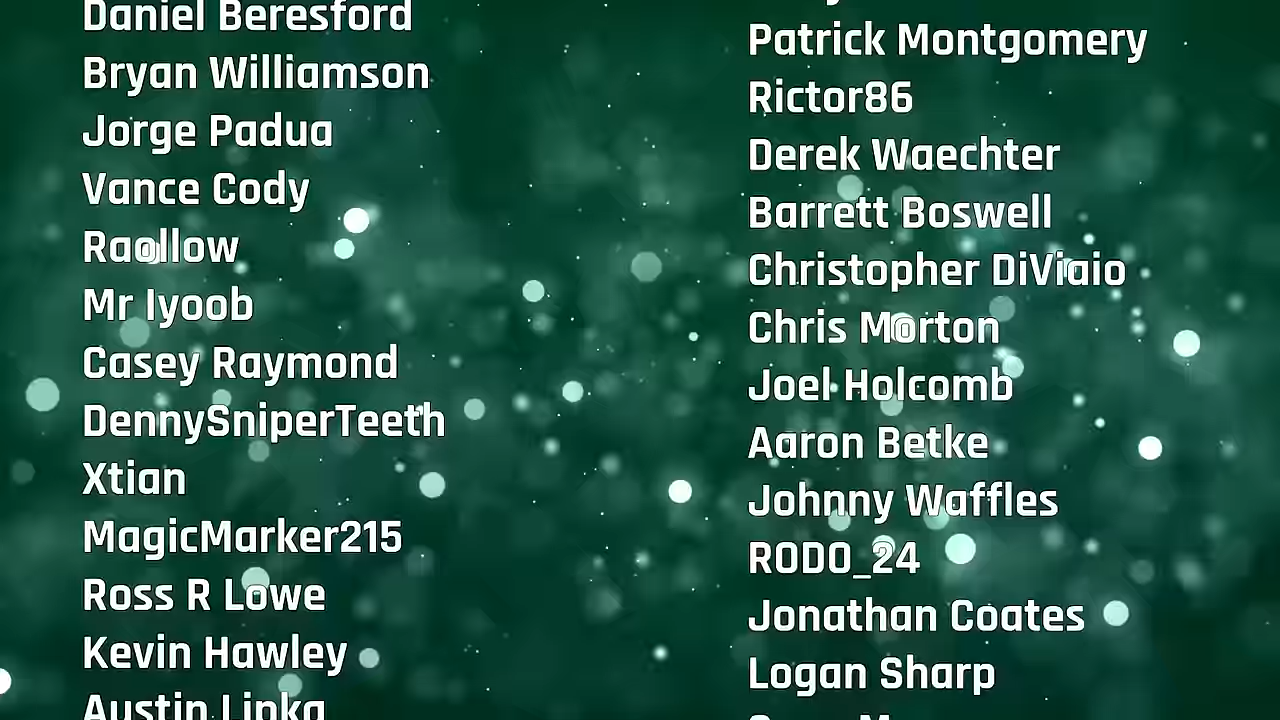 Daniel Beresford
Bryan Williamson
Jorge Padua
Vance Cody
Raollow
Mr Iyoob
Casey Raymond
DennySniperTeeth
Xtian
MagicMarker215
Ross R Lowe
Kevin Hawley
Austin Linka
Patrick Montgomery
Rictor86
Derek Waechter
Barrett Boswell
Christopher DiViaio
Chris Morton
Joel Holcomb
Aaron Betke
Johnny Waffles
RODO_24
Jonathan Coates
Logan Sharp